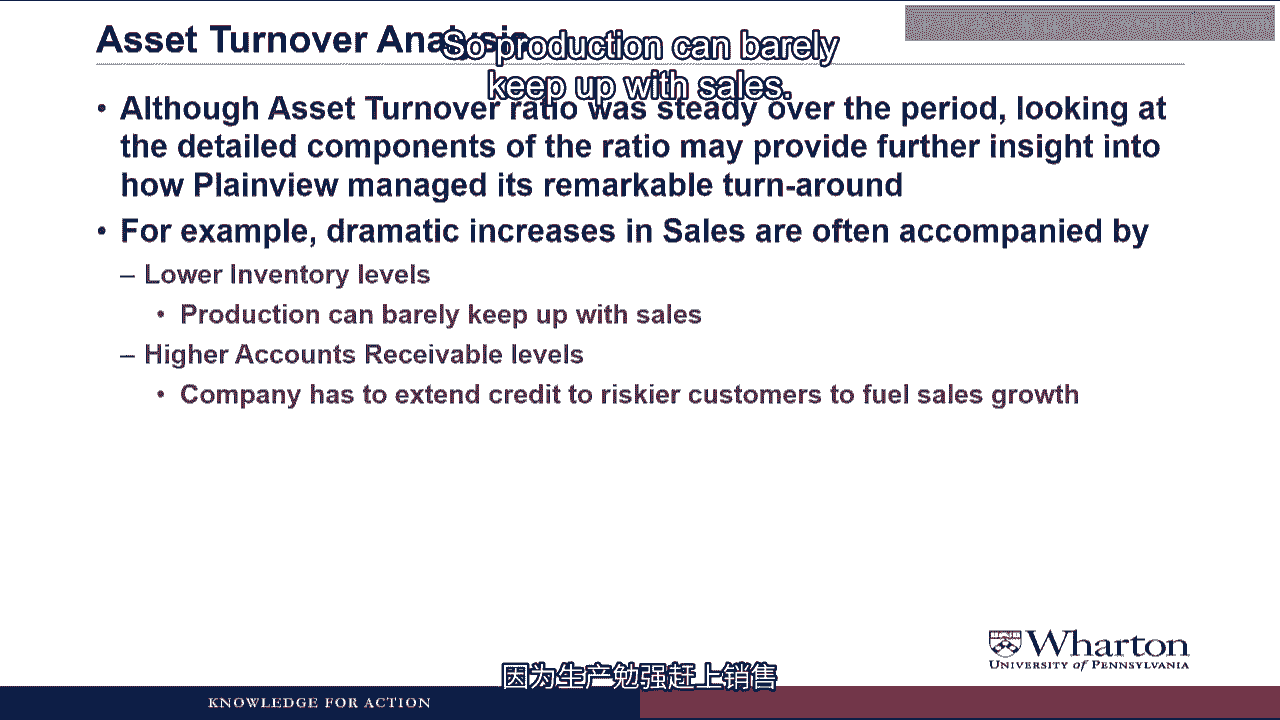 Asset Turnover Analysis
So production can barely
keep up with sales.
• Although Asset Turnover ratio was steady over the period, looking at
the detailed components of the ratio may provide further insight into
how Plainview managed its remarkable turn-around
• For example, dramatic increases in Sales are often accompanied by
– Lower Inventory levels
• Production can barely keep up with sales
– Higher Accounts Receivable levels
• Company has to extend credit to riskier customers to fuel sales growth
Wharton
UNIVERSITY of PENNSYLVANIA
因为生产勉强赶上销售
KNOWLEDGE FOR ACTION